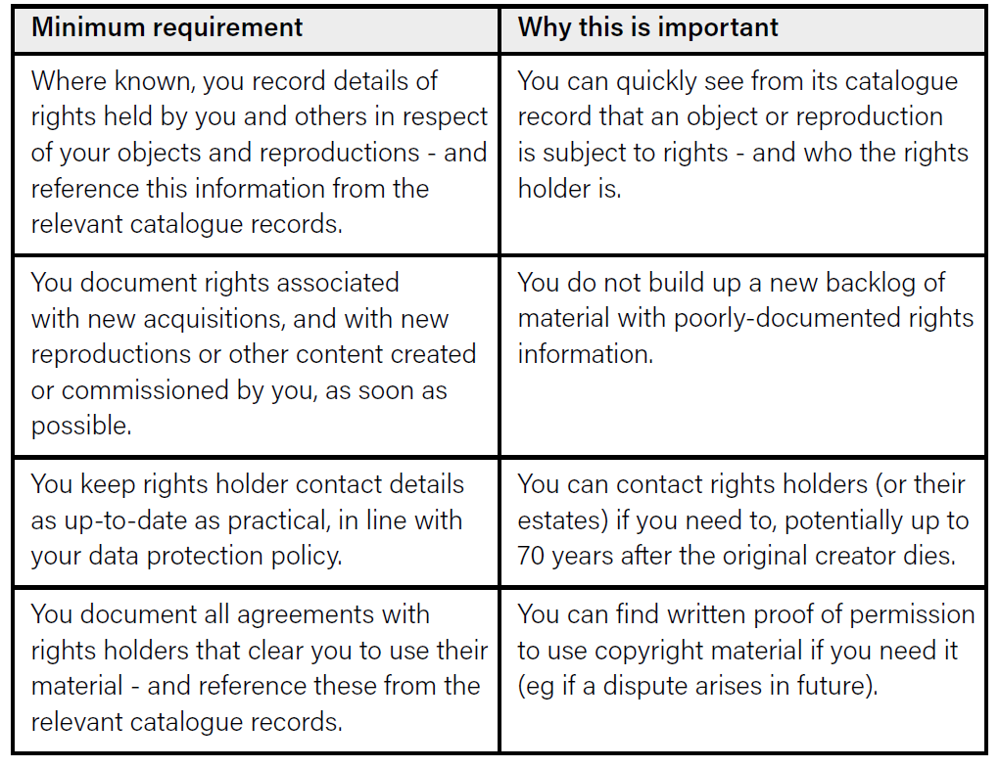 Minimum requirement
Why this is important
Where known, you record details of
rights held by you and others in respect
of your objects and reproductions - and
reference this information from the
relevant catalogue records.
You can quickly see from its catalogue
record that an object or reproduction
is subject to rights - and who the rights
holder is.
You document rights associated
with new acquisitions, and with new
reproductions or other content created
or commissioned by you, as soon as
possible.
You do not build up a new backlog of
material with poorly-documented rights
information.
You keep rights holder contact details
as up-to-date as practical, in line with
your data protection policy.
You can contact rights holders (or their
estates) if you need to, potentially up to
70 years after the original creator dies.
You document all agreements with
rights holders that clear you to use their
material - and reference these from the
relevant catalogue records.
You can find written proof of permission
to use copyright material if you need it
(eg if a dispute arises in future).